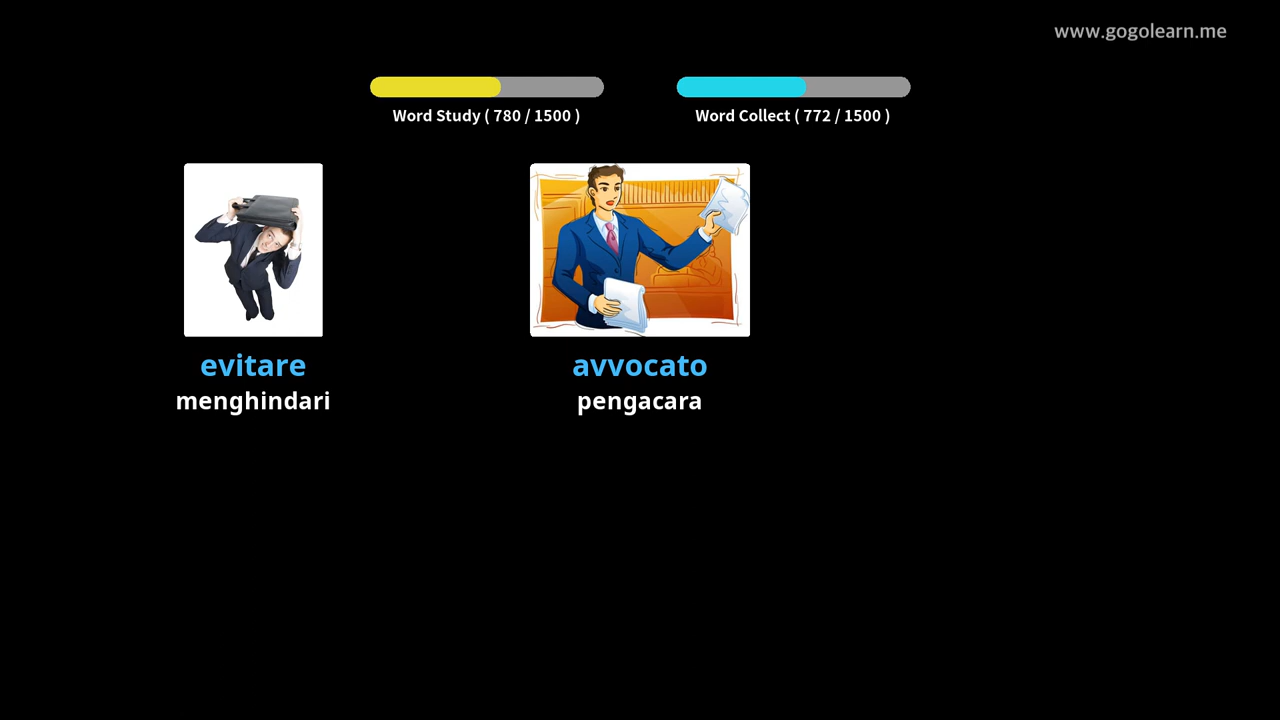 www.gogolearn.me
Word Study ( 780 / 1500 )
Word Collect ( 772 / 1500 )
evitare
menghindari
avvocato
pengacara